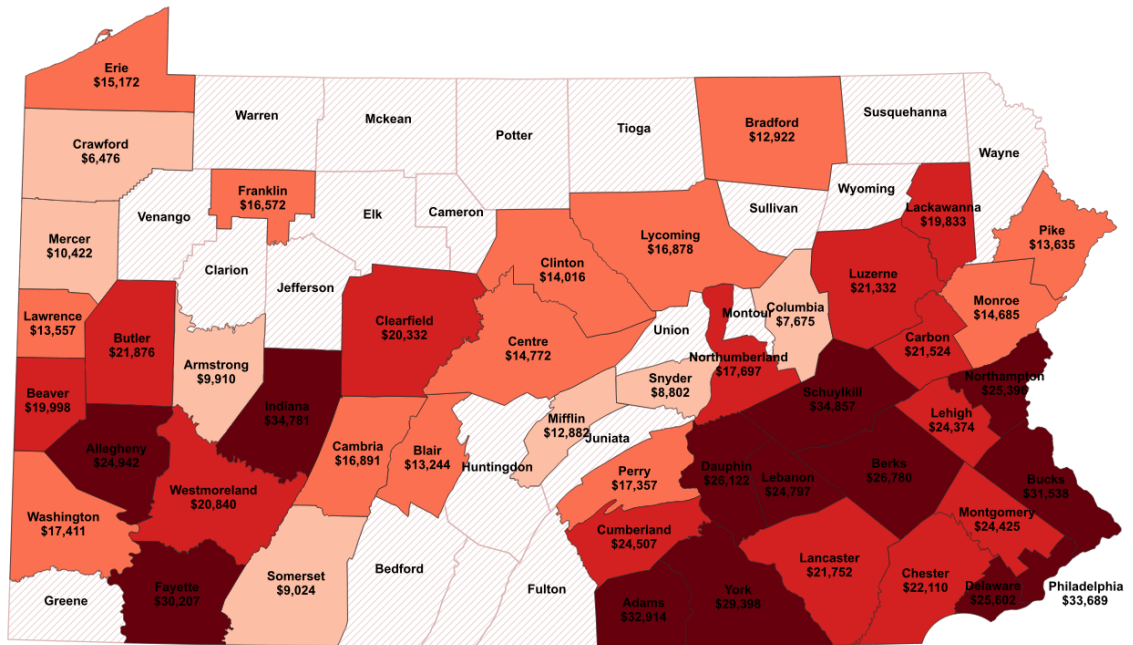 Erie
$15,172
Warren
Mckean
Potter
Tioga
Bradford
$12,922
Susquehanna
Wayne
Crawford
$6,476
Venango
Franklin
$16,572
Elk
Cameron
Sullivan
Wyoming
Lackawanna
$19,833
Pike
$13,635
Mercer
$10,422
Clarion
Jefferson
Clinton
$14,016
Lycoming
$16,878
Luzerne
$21,332
Monroe
$14,685
Lawrence
$13,557
Butler
$21,876
Clearfield
$20,332
Centre
$14,772
Union
Montour
Columbia
$7,675
Carbon
$21,524
Beaver
$19,998
Armstrong
$9,910
Indiana
$34,781
Snyder
$8,802
Northumberland
$17,697
Schuylkill
$34,857
Northampton
$25,398
Lehigh
$24,374
Allegheny
$24,942
Westmoreland
$20,840
Cambria
$16,891
Blair
$13,244
Huntingdon
Mifflin
$12,882
Juniata
Perry
$17,357
Dauphin
$26,122
Lebanon
$24,797
Berks
$26,780
Bucks
$31,538
Washington
$17,411
Montgomery
$24,425
Cumberland
$24,507
Lancaster
$21,752
Chester
$22,110
Delaware
$25,602
Philadelphia
$33,689
Greene
Fayette
$30,207
Somerset
$9,024
Bedford
Fulton
Adams
$32,914
York
$29,398